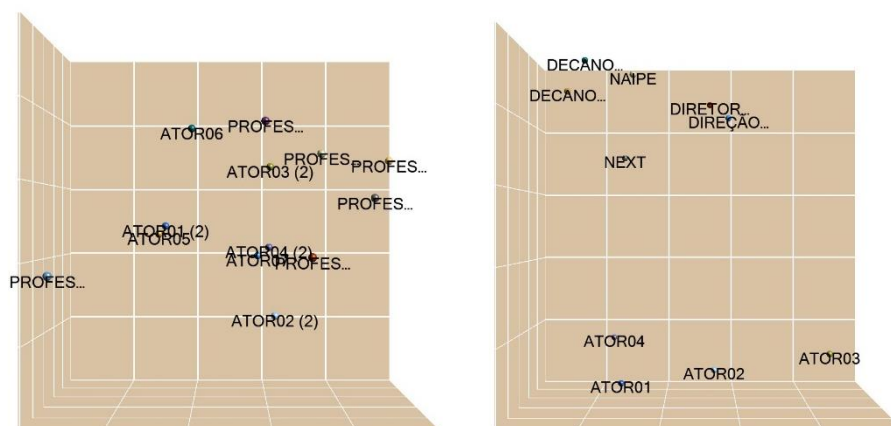 ATOR06
PROFES...
PROFES...
ATOR03 (2)
PROFES...
PROFES...
ATOR01 (2)
ATOR05
ATOR04 (2)
PROFES...
PROFES...
ATOR02 (2)
DECANO...
NAIPE
DECANO...
DIRETOR...
DIREÇÃO...
NEXT
ATOR04
ATOR03
ATOR02
ATOR01